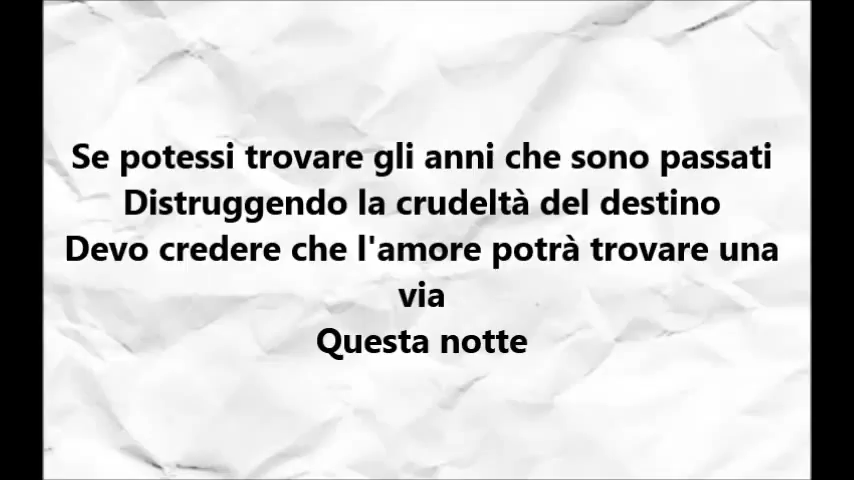 Se potessi trovare gli anni che sono passati
Distruggendo la crudeltà del destino
Devo credere che l'amore potrà trovare una
via
Questa notte